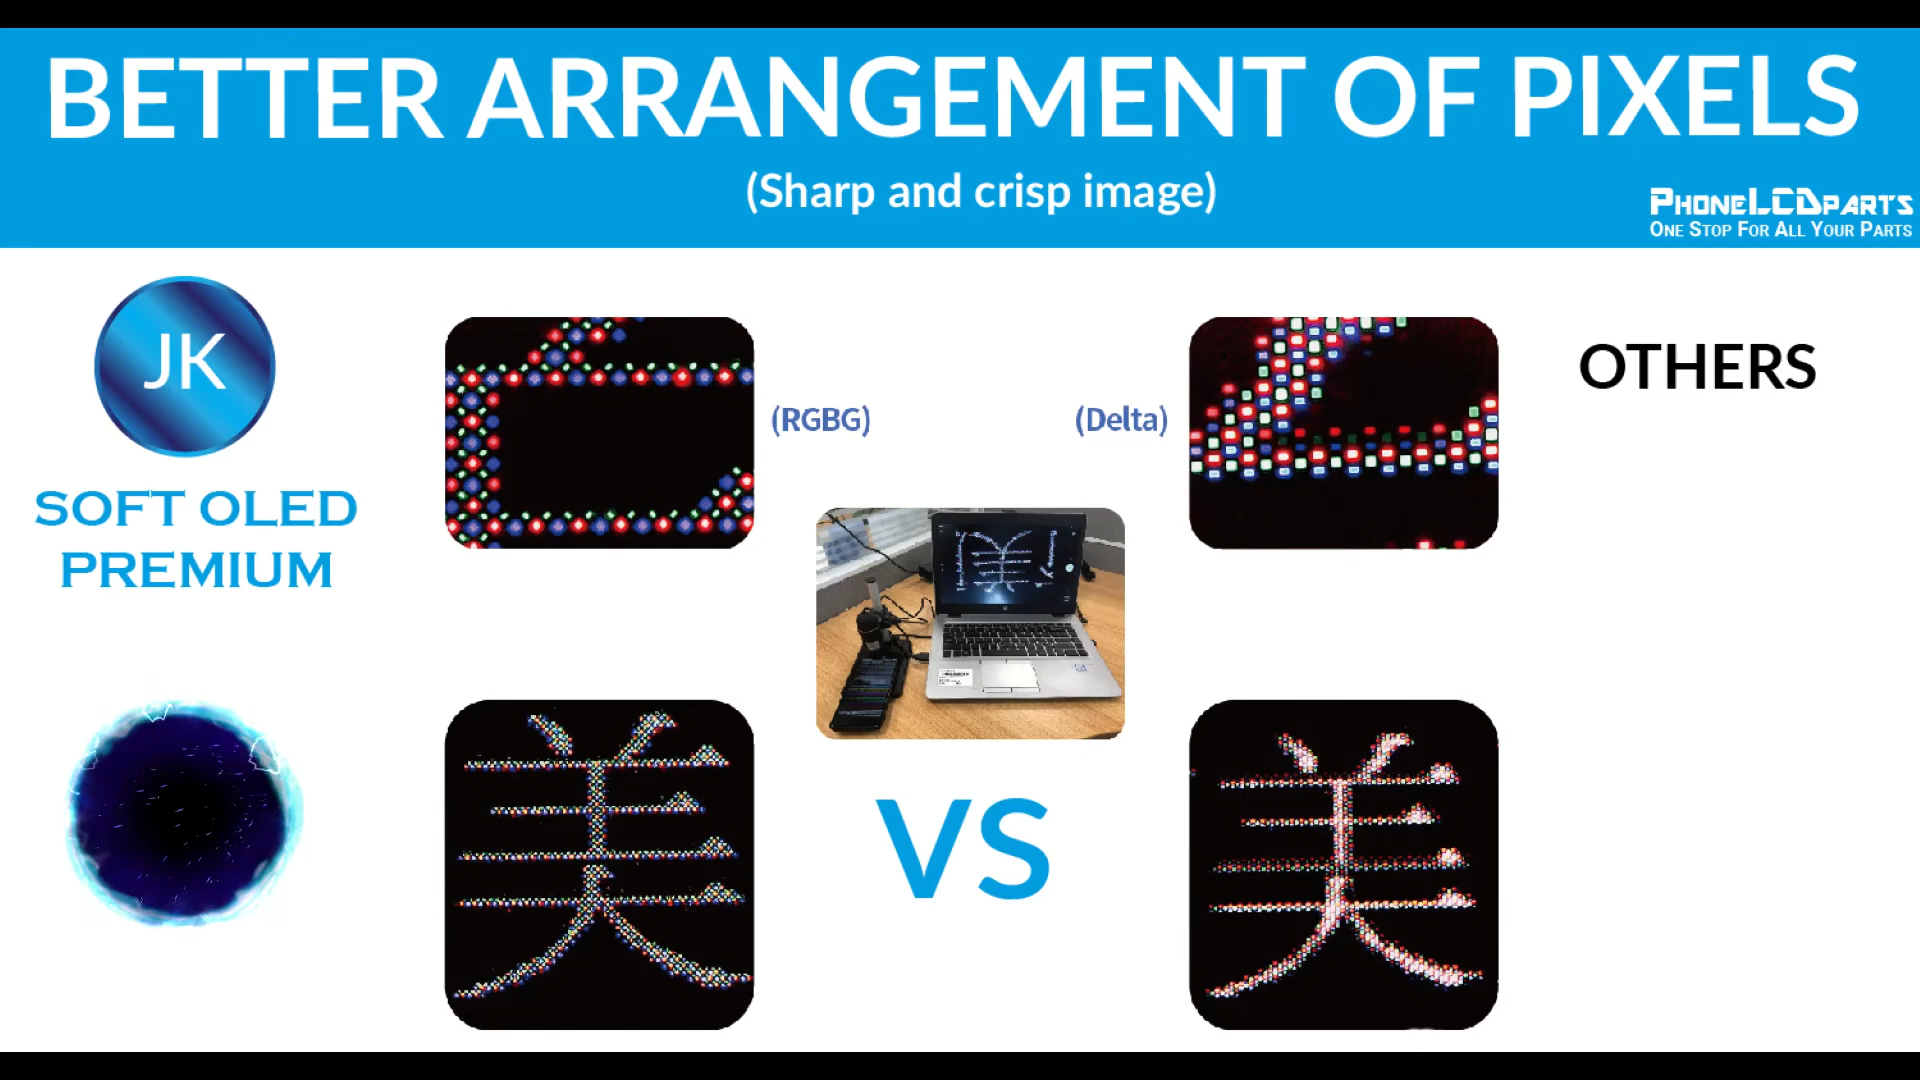 BETTER ARRANGEMENT OF PIXELS
(Sharp and crisp image)
PHONELCDPARTS
ONE STOP FOR ALL YOUR PARTS
JK
SOFT OLED
PREMIUM
(RGBG)
(Delta)
OTHERS
美
VS
美